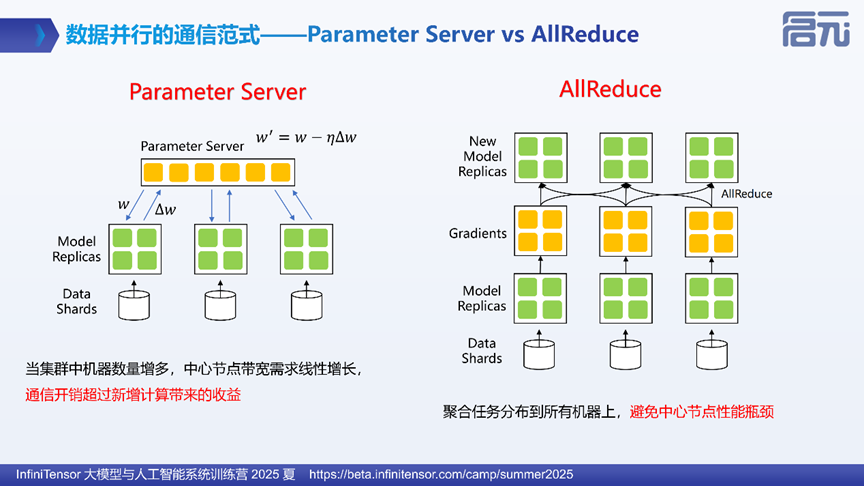 数据并行的通信范式——Parameter Server vs AllReduce
启元
Parameter Server
Parameter Server
w′ = w − ηΔw
w
Δw
Model
Replicas
Data
Shards
当集群中机器数量增多，中心节点带宽需求线性增长，
通信开销超过新增计算带来的收益
AllReduce
New
Model
Replicas
AllReduce
Gradients
Model
Replicas
Data
Shards
聚合任务分布到所有机器上，避免中心节点性能瓶颈
InfiniTensor 大模型与人工智能系统训练营 2025 夏 https://beta.infinitensor.com/camp/summer2025